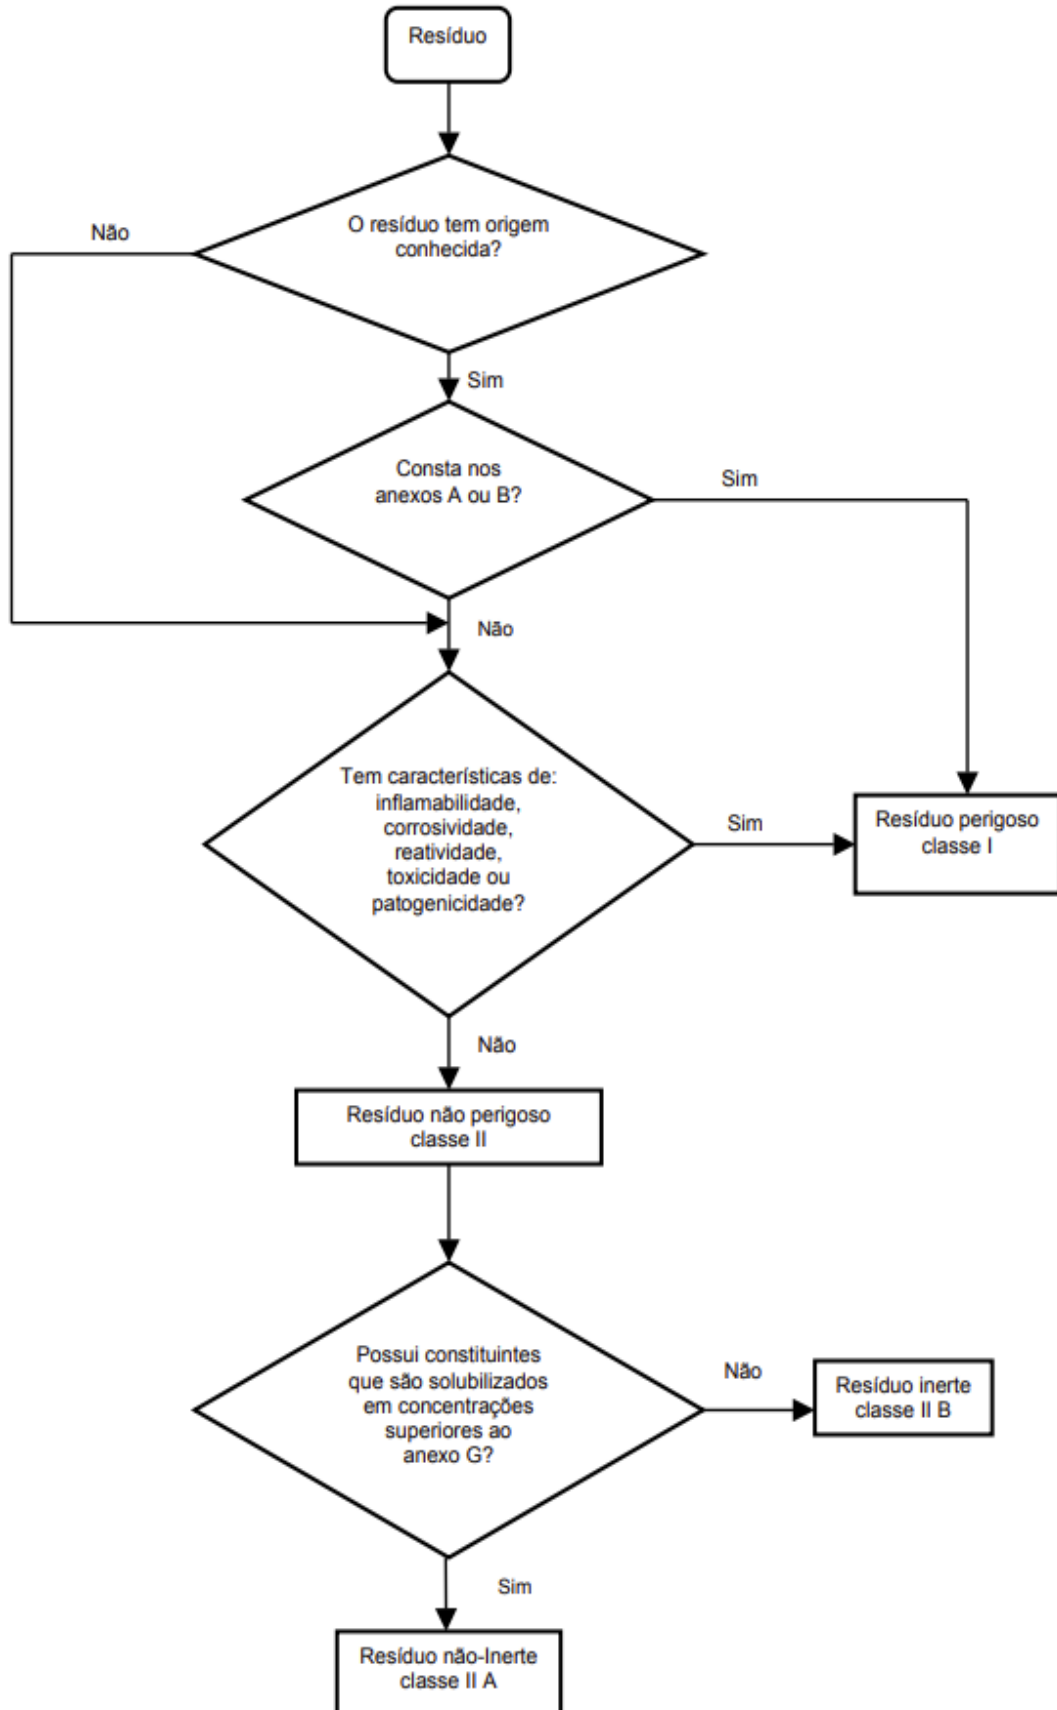 Resíduo
O resíduo tem origem
conhecida?
Não
Sim
Consta nos
anexos A ou B?
Sim
Não
Tem características de:
inflamabilidade,
corrosividade,
reatividade,
toxicidade ou
patogenicidade?
Sim
Resíduo perigoso
classe I
Não
Resíduo não perigoso
classe II
Possui constituintes
que são solubilizados
em concentrações
superiores ao
anexo G?
Não
Resíduo inerte
classe II B
Sim
Resíduo não-Inerte
classe II A